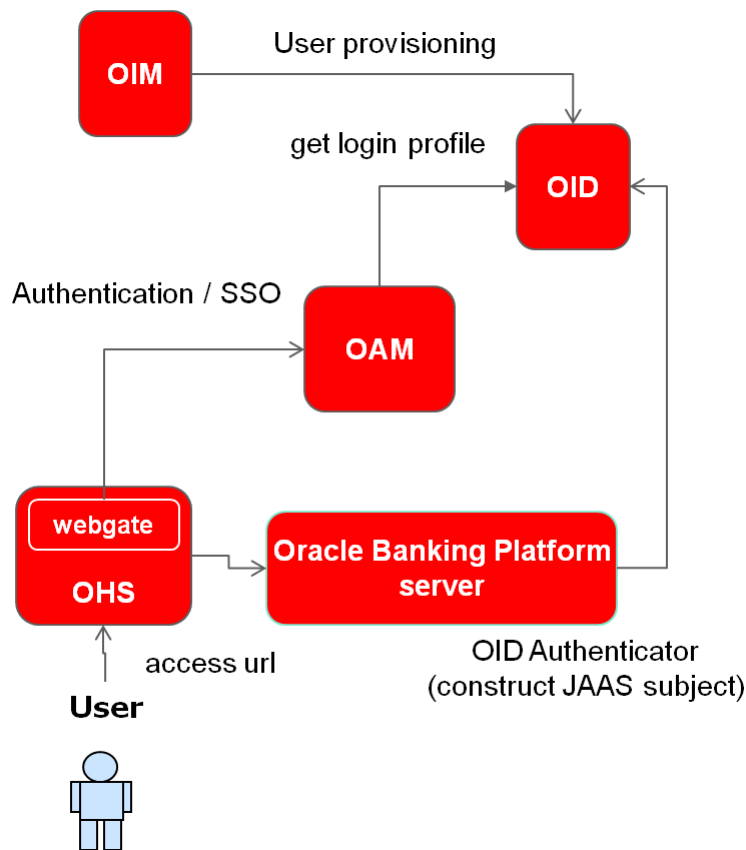 User provisioning
OIM
get login profile
OID
Authentication / SSO
OAM
webgate
OHS
Oracle Banking Platform
server
access url
OID Authenticator
(construct JAAS subject)
User